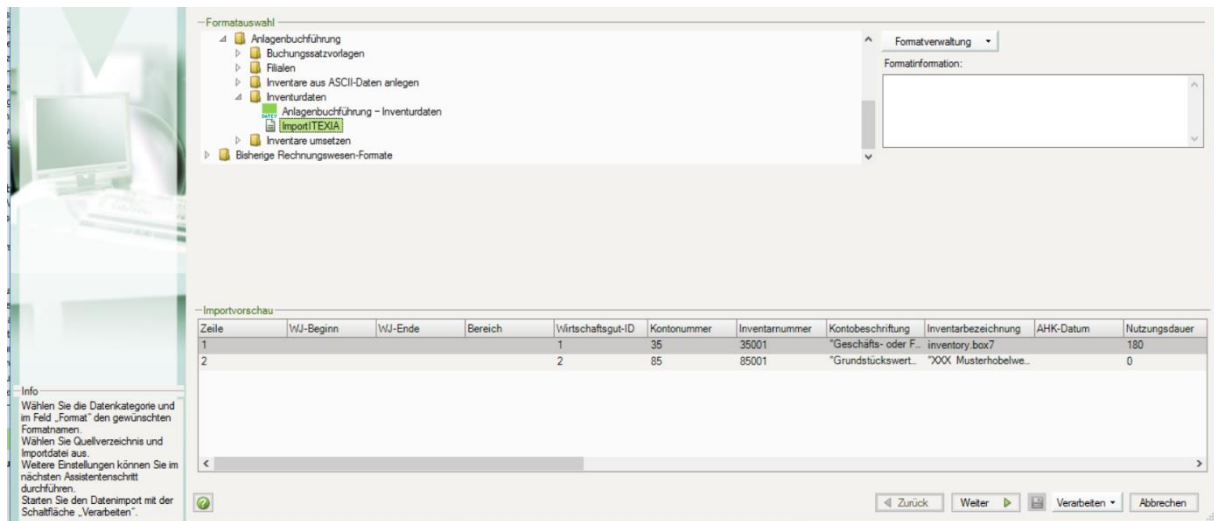 Formatauswahl
Anlagenbuchführung
Buchungssatzvorlagen
Filialen
Inventare aus ASCII-Daten anlegen
Inventurdaten
DATEV Anlagenbuchführung - Inventurdaten
ImportITEXIA
Inventare umsetzen
Bisherige Rechnungswesen-Formate
Formatverwaltung
Formatinformation:
Importvorschau
Zeile WJ-Beginn WJ-Ende Bereich Wirtschaftsgut-ID Kontonummer Inventarnummer Kontobeschriftung Inventarbezeichnung AHK-Datum Nutzungsdauer
1 1 35 35001 "Geschäfts- oder F... inventory.box7 180
2 2 85 85001 "Grundstückswert... "XXX Musterhobelwe... 0
Info
Wählen Sie die Datenkategorie und
im Feld „Format" den gewünschten
Formatnamen.
Wählen Sie Quellverzeichnis und
Importdatei aus.
Weitere Einstellungen können Sie im
nächsten Assistentenschritt
durchführen.
Starten Sie den Datenimport mit der
Schaltfläche „Verarbeiten".
Zurück Weiter Verarbeiten Abbrechen